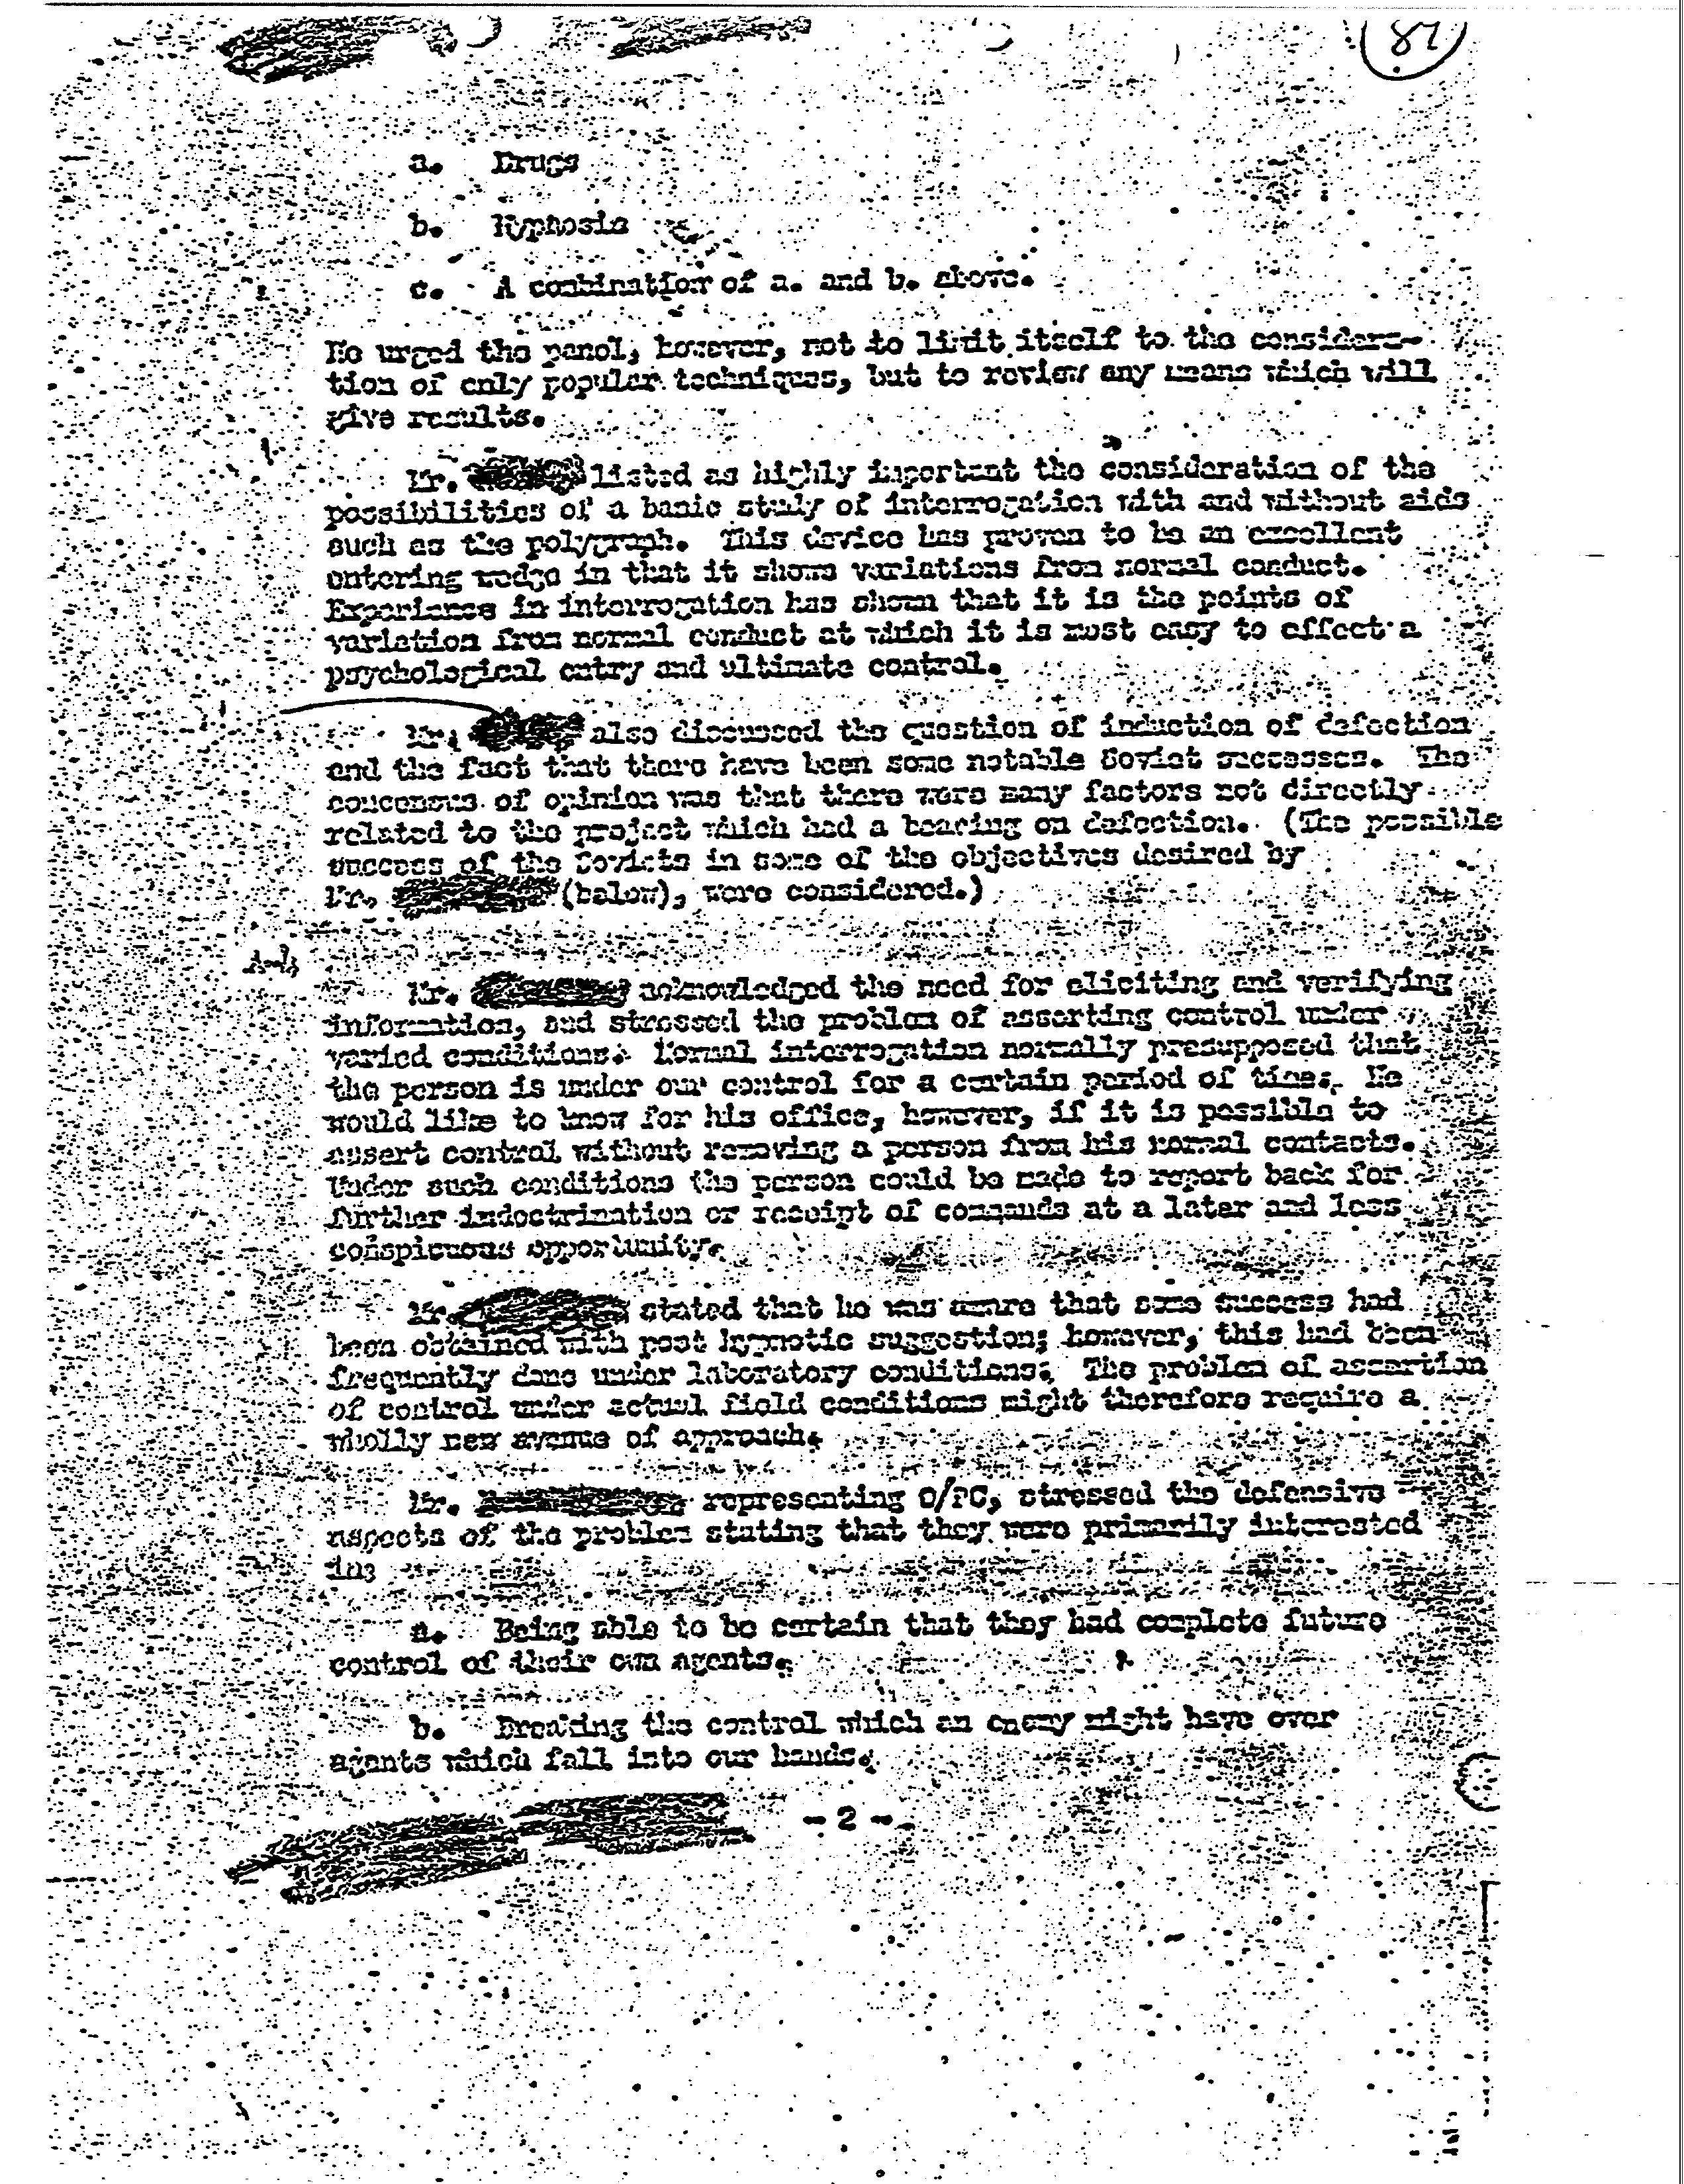 87
a. Drugs
b. Hypnosis
c. A combination of a. and b. above.
He urged the panel, however, not to limit itself to the considera-
tion of only popular techniques, but to review any means which will
give results.
Mr. listed as highly important the consideration of the
possibilities of a basic study of interrogation with and without aids
such as the polygraph. This device has proven to be an excellent
entering wedge in that it shows variations from normal conduct.
Experience in interrogation has shown that it is the points of
variation from normal conduct at which it is most easy to effect a
psychological entry and ultimate control.
Mr. also discussed the question of induction of defection
and the fact that there have been some notable Soviet successes. The
concensus of opinion was that there were many factors not directly
related to the project which had a bearing on defection. (The possible
success of the Soviets in some of the objectives desired by
Mr. (below), were considered.)
Mr. acknowledged the need for eliciting and verifying
information, and stressed the problem of asserting control under
varied conditions. Normal interrogation normally presupposed that
the person is under our control for a certain period of time. He
would like to know for his office, however, if it is possible to
assert control without removing a person from his normal contacts.
Under such conditions the person could be made to report back for
further indoctrination or receipt of commands at a later and less
conspicuous opportunity.
Mr. stated that he was aware that some success had
been obtained with post hypnotic suggestion; however, this had been
frequently done under laboratory conditions. The problem of assertion
of control under actual field conditions might therefore require a
wholly new avenue of approach.
Mr. representing O/PC, stressed the defensive
aspects of the problem stating that they were primarily interested
in:
a. Being able to be certain that they had complete future
control of their own agents.
b. Breaking the control which an enemy might have over
agents which fall into our hands.
- 2 -